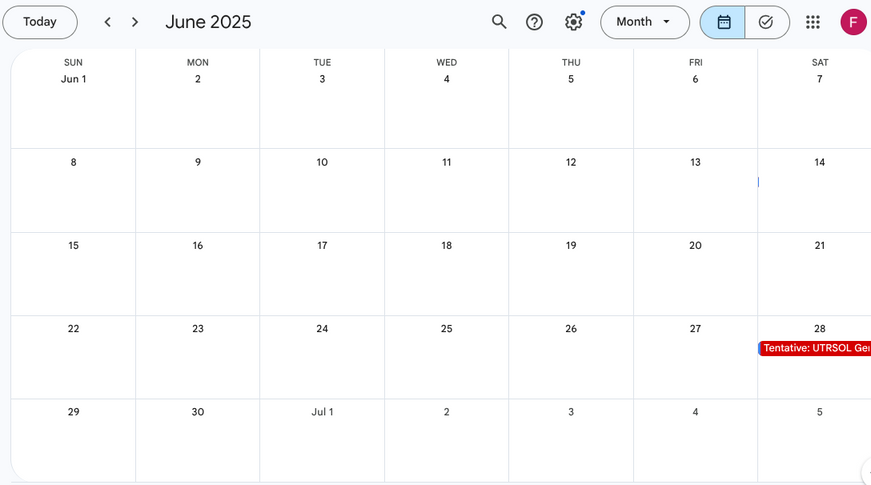 Today June 2025 Month F
SUN MON TUE WED THU FRI SAT
Jun 1 2 3 4 5 6 7
8 9 10 11 12 13 14
15 16 17 18 19 20 21
22 23 24 25 26 27 28
Tentative: UTRSOL
29 30 Jul 1 2 3 4 5